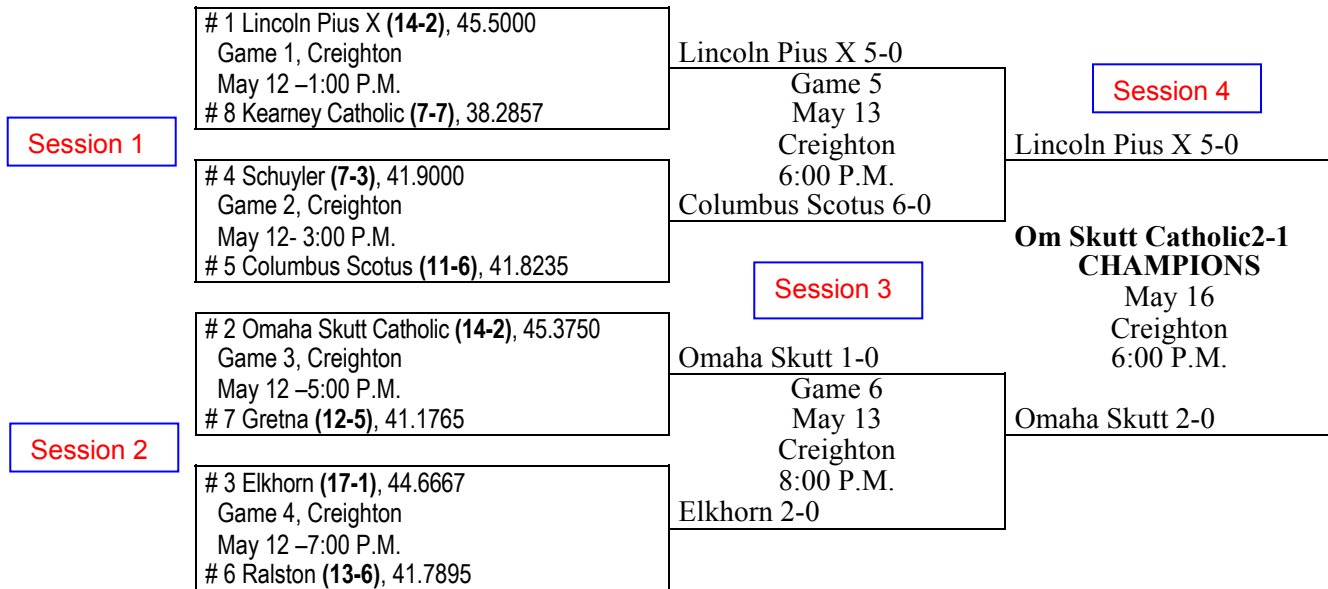 # 1 Lincoln Pius X (14-2), 45.5000
Game 1, Creighton
May 12 –1:00 P.M.
# 8 Kearney Catholic (7-7), 38.2857
Session 1
# 4 Schuyler (7-3), 41.9000
Game 2, Creighton
May 12- 3:00 P.M.
# 5 Columbus Scotus (11-6), 41.8235
# 2 Omaha Skutt Catholic (14-2), 45.3750
Game 3, Creighton
May 12 –5:00 P.M.
# 7 Gretna (12-5), 41.1765
Session 2
# 3 Elkhorn (17-1), 44.6667
Game 4, Creighton
May 12 –7:00 P.M.
# 6 Ralston (13-6), 41.7895
Lincoln Pius X 5-0
Game 5
May 13
Creighton
6:00 P.M.
Columbus Scotus 6-0
Session 3
Omaha Skutt 1-0
Game 6
May 13
Creighton
8:00 P.M.
Elkhorn 2-0
Session 4
Lincoln Pius X 5-0
Om Skutt Catholic2-1
CHAMPIONS
May 16
Creighton
6:00 P.M.
Omaha Skutt 2-0